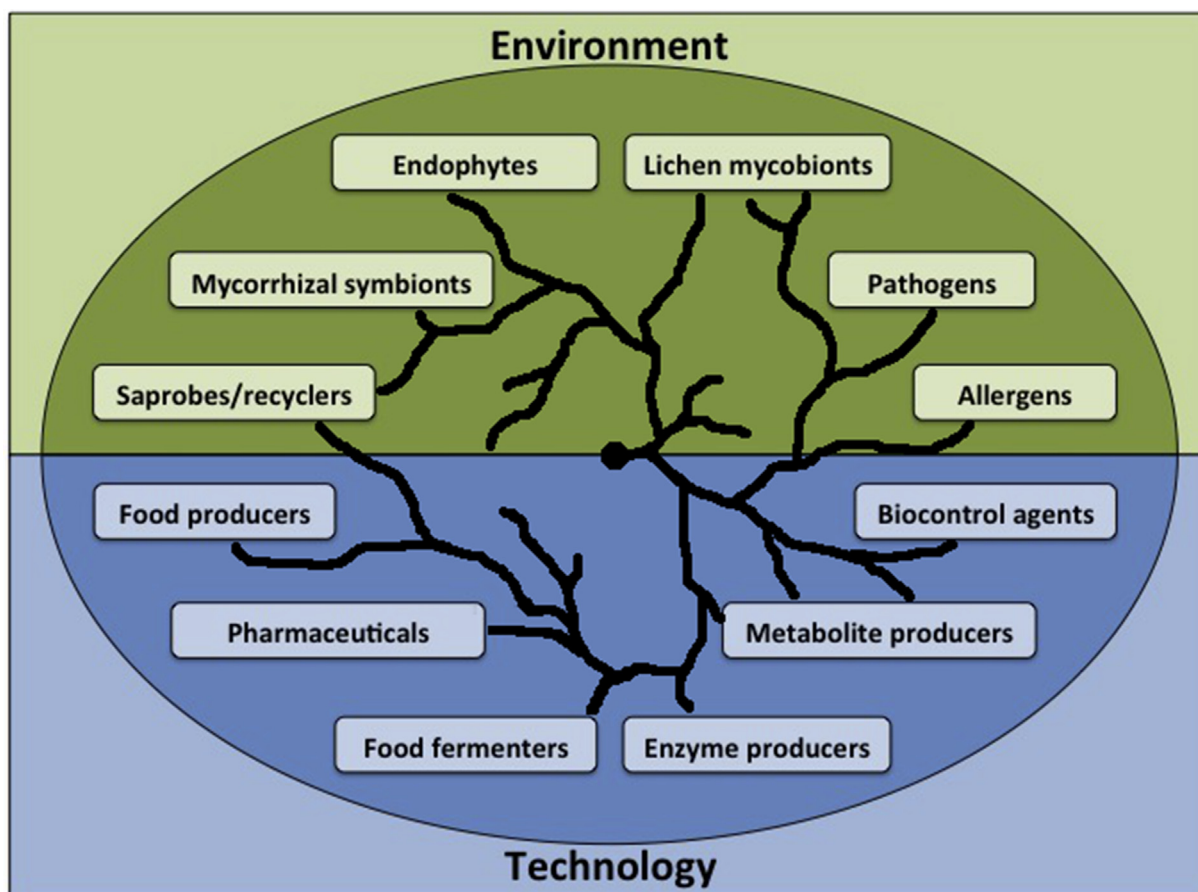 Environment
Endophytes
Lichen mycobionts
Mycorrhizal symbionts
Pathogens
Saprobes/recyclers
Allergens
Food producers
Biocontrol agents
Pharmaceuticals
Metabolite producers
Food fermenters
Enzyme producers
Technology